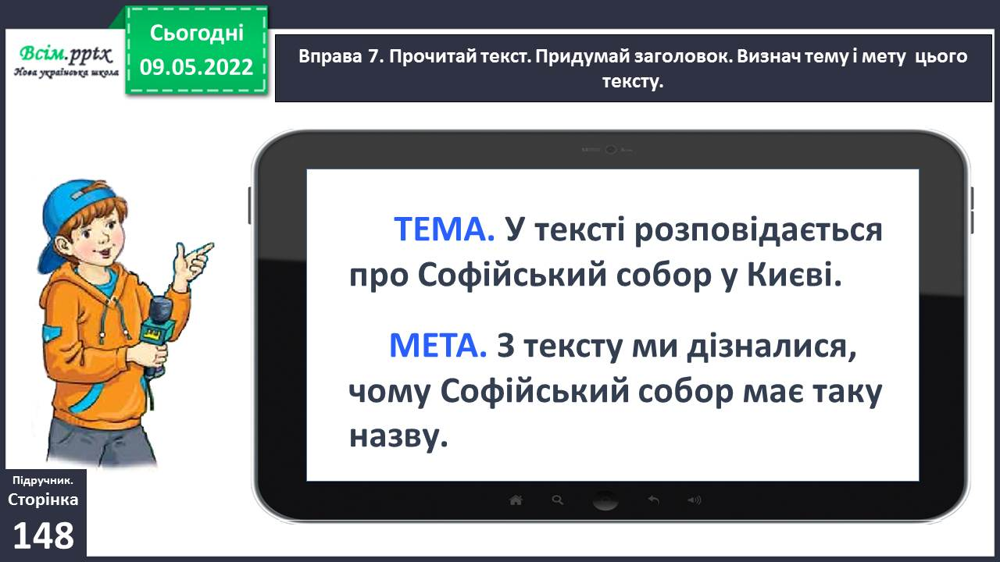 Сьогодні
09.05.2022
Всім.pptx
Нова українська школа
Вправа 7. Прочитай текст. Придумай заголовок. Визнач тему і мету цього
тексту.
ТЕМА. У тексті розповідається
про Софійський собор у Києві.
МЕТА. З тексту ми дізналися,
чому Софійський собор має таку
назву.
Підручник.
Сторінка
148